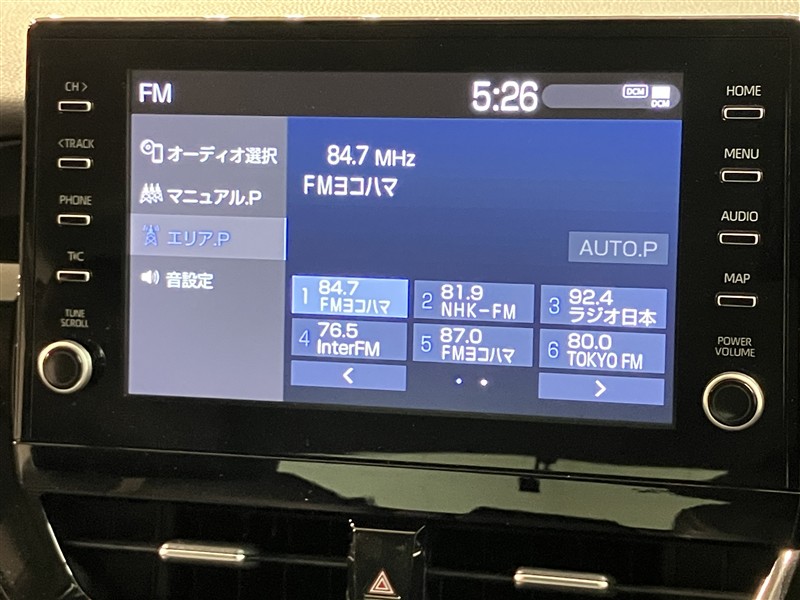 CH >
<TRACK
PHONE
T/C
TUNE
SCROLL
FM
5:26
DCM
DCM
オーディオ選択
マニュアル.P
エリア.P
音設定
84.7 MHz
FMヨコハマ
AUTO.P
1 84.7 FMヨコハマ
2 81.9 NHK-FM
3 92.4 ラジオ日本
4 76.5 InterFM
5 87.0 FMヨコハマ
6 80.0 TOKYO FM
<
>
HOME
MENU
AUDIO
MAP
POWER
VOLUME